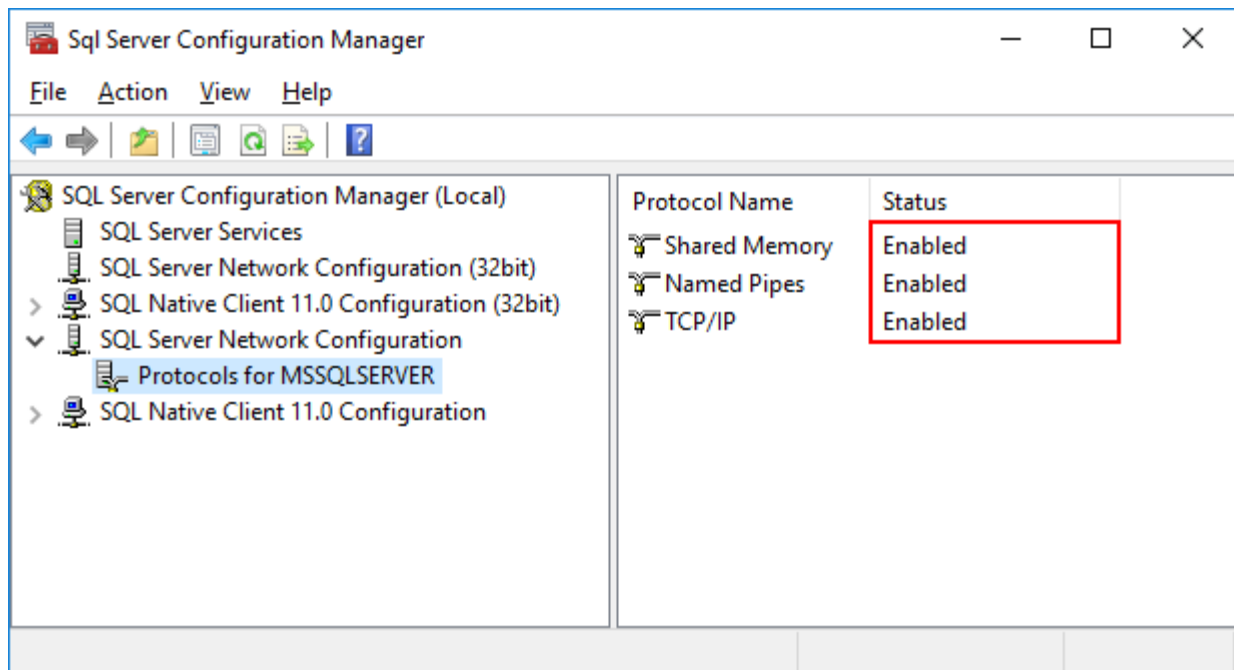 Sql Server Configuration Manager
File Action View Help
SQL Server Configuration Manager (Local)
SQL Server Services
SQL Server Network Configuration (32bit)
SQL Native Client 11.0 Configuration (32bit)
SQL Server Network Configuration
Protocols for MSSQLSERVER
SQL Native Client 11.0 Configuration
Protocol Name Status
Shared Memory Enabled
Named Pipes Enabled
TCP/IP Enabled